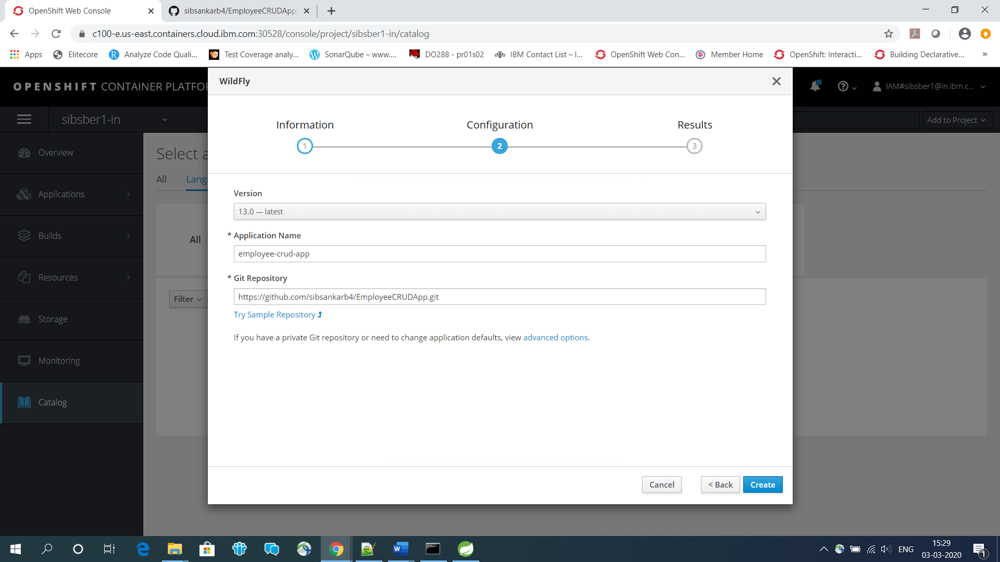 OpenShift Web Console
sibsankarb4/EmployeeCRUDApp:
c100-e.us-east.containers.cloud.ibm.com:30528/console/project/sibsber1-in/catalog
Apps
Elitecore
Analyze Code Quali...
Test Coverage analy...
SonarQube – www....
DO288 - pr01s02
IBM Contact List – I...
OpenShift Web Con...
Member Home
OpenShift: Interacti...
Building Declarative...
»
OPENSHIFT CONTAINER PLATFO
IAM#sibsber1@in.ibm.c...
sibsber1-in
Add to Project
Overview
Applications
Builds
Resources
Storage
Monitoring
Catalog
Select a
All
Lang
All
Filter
WildFly
Information
Configuration
Results
1
2
3
Version
13.0 — latest
* Application Name
employee-crud-app
* Git Repository
https://github.com/sibsankarb4/EmployeeCRUDApp.git
Try Sample Repository
If you have a private Git repository or need to change application defaults, view advanced options.
Cancel
< Back
Create
ENG
15:29
03-03-2020
1